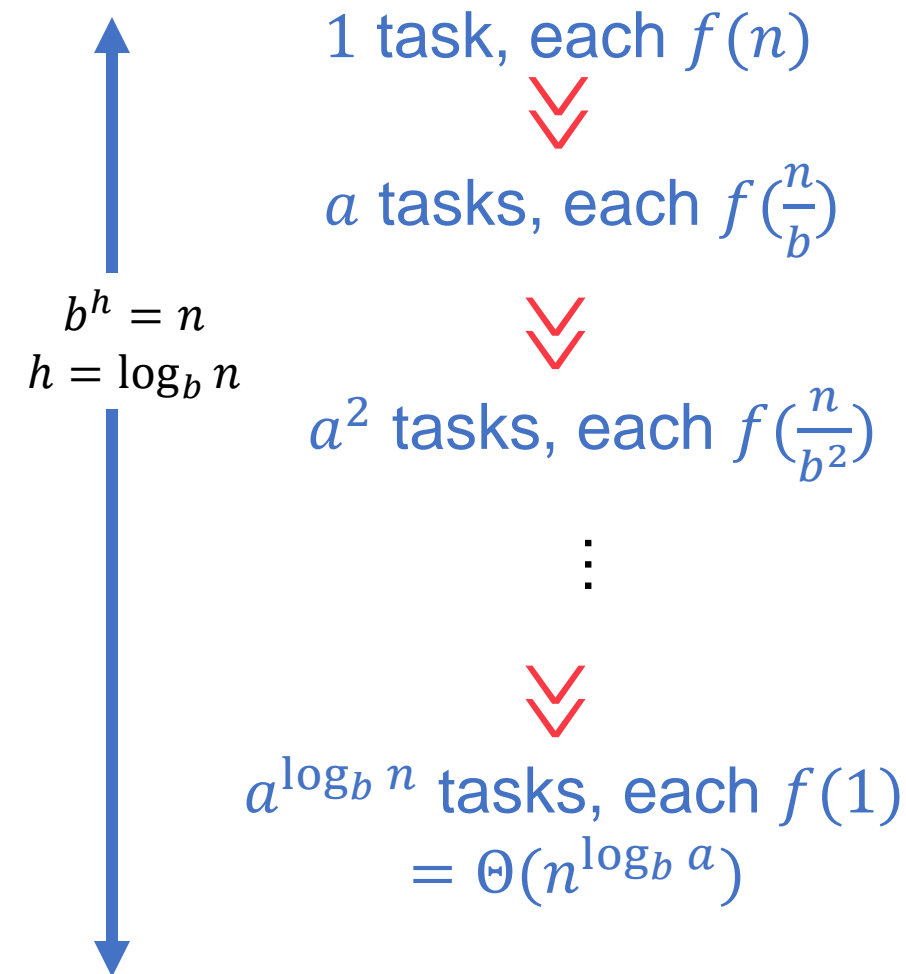 1 task, each f(n)
≫
a tasks, each f(n/b)
b^h = n
≫
h = log_b n
a^2 tasks, each f(n/b^2)
⋮
≫
a^{log_b n} tasks, each f(1)
= Θ(n^{log_b a})